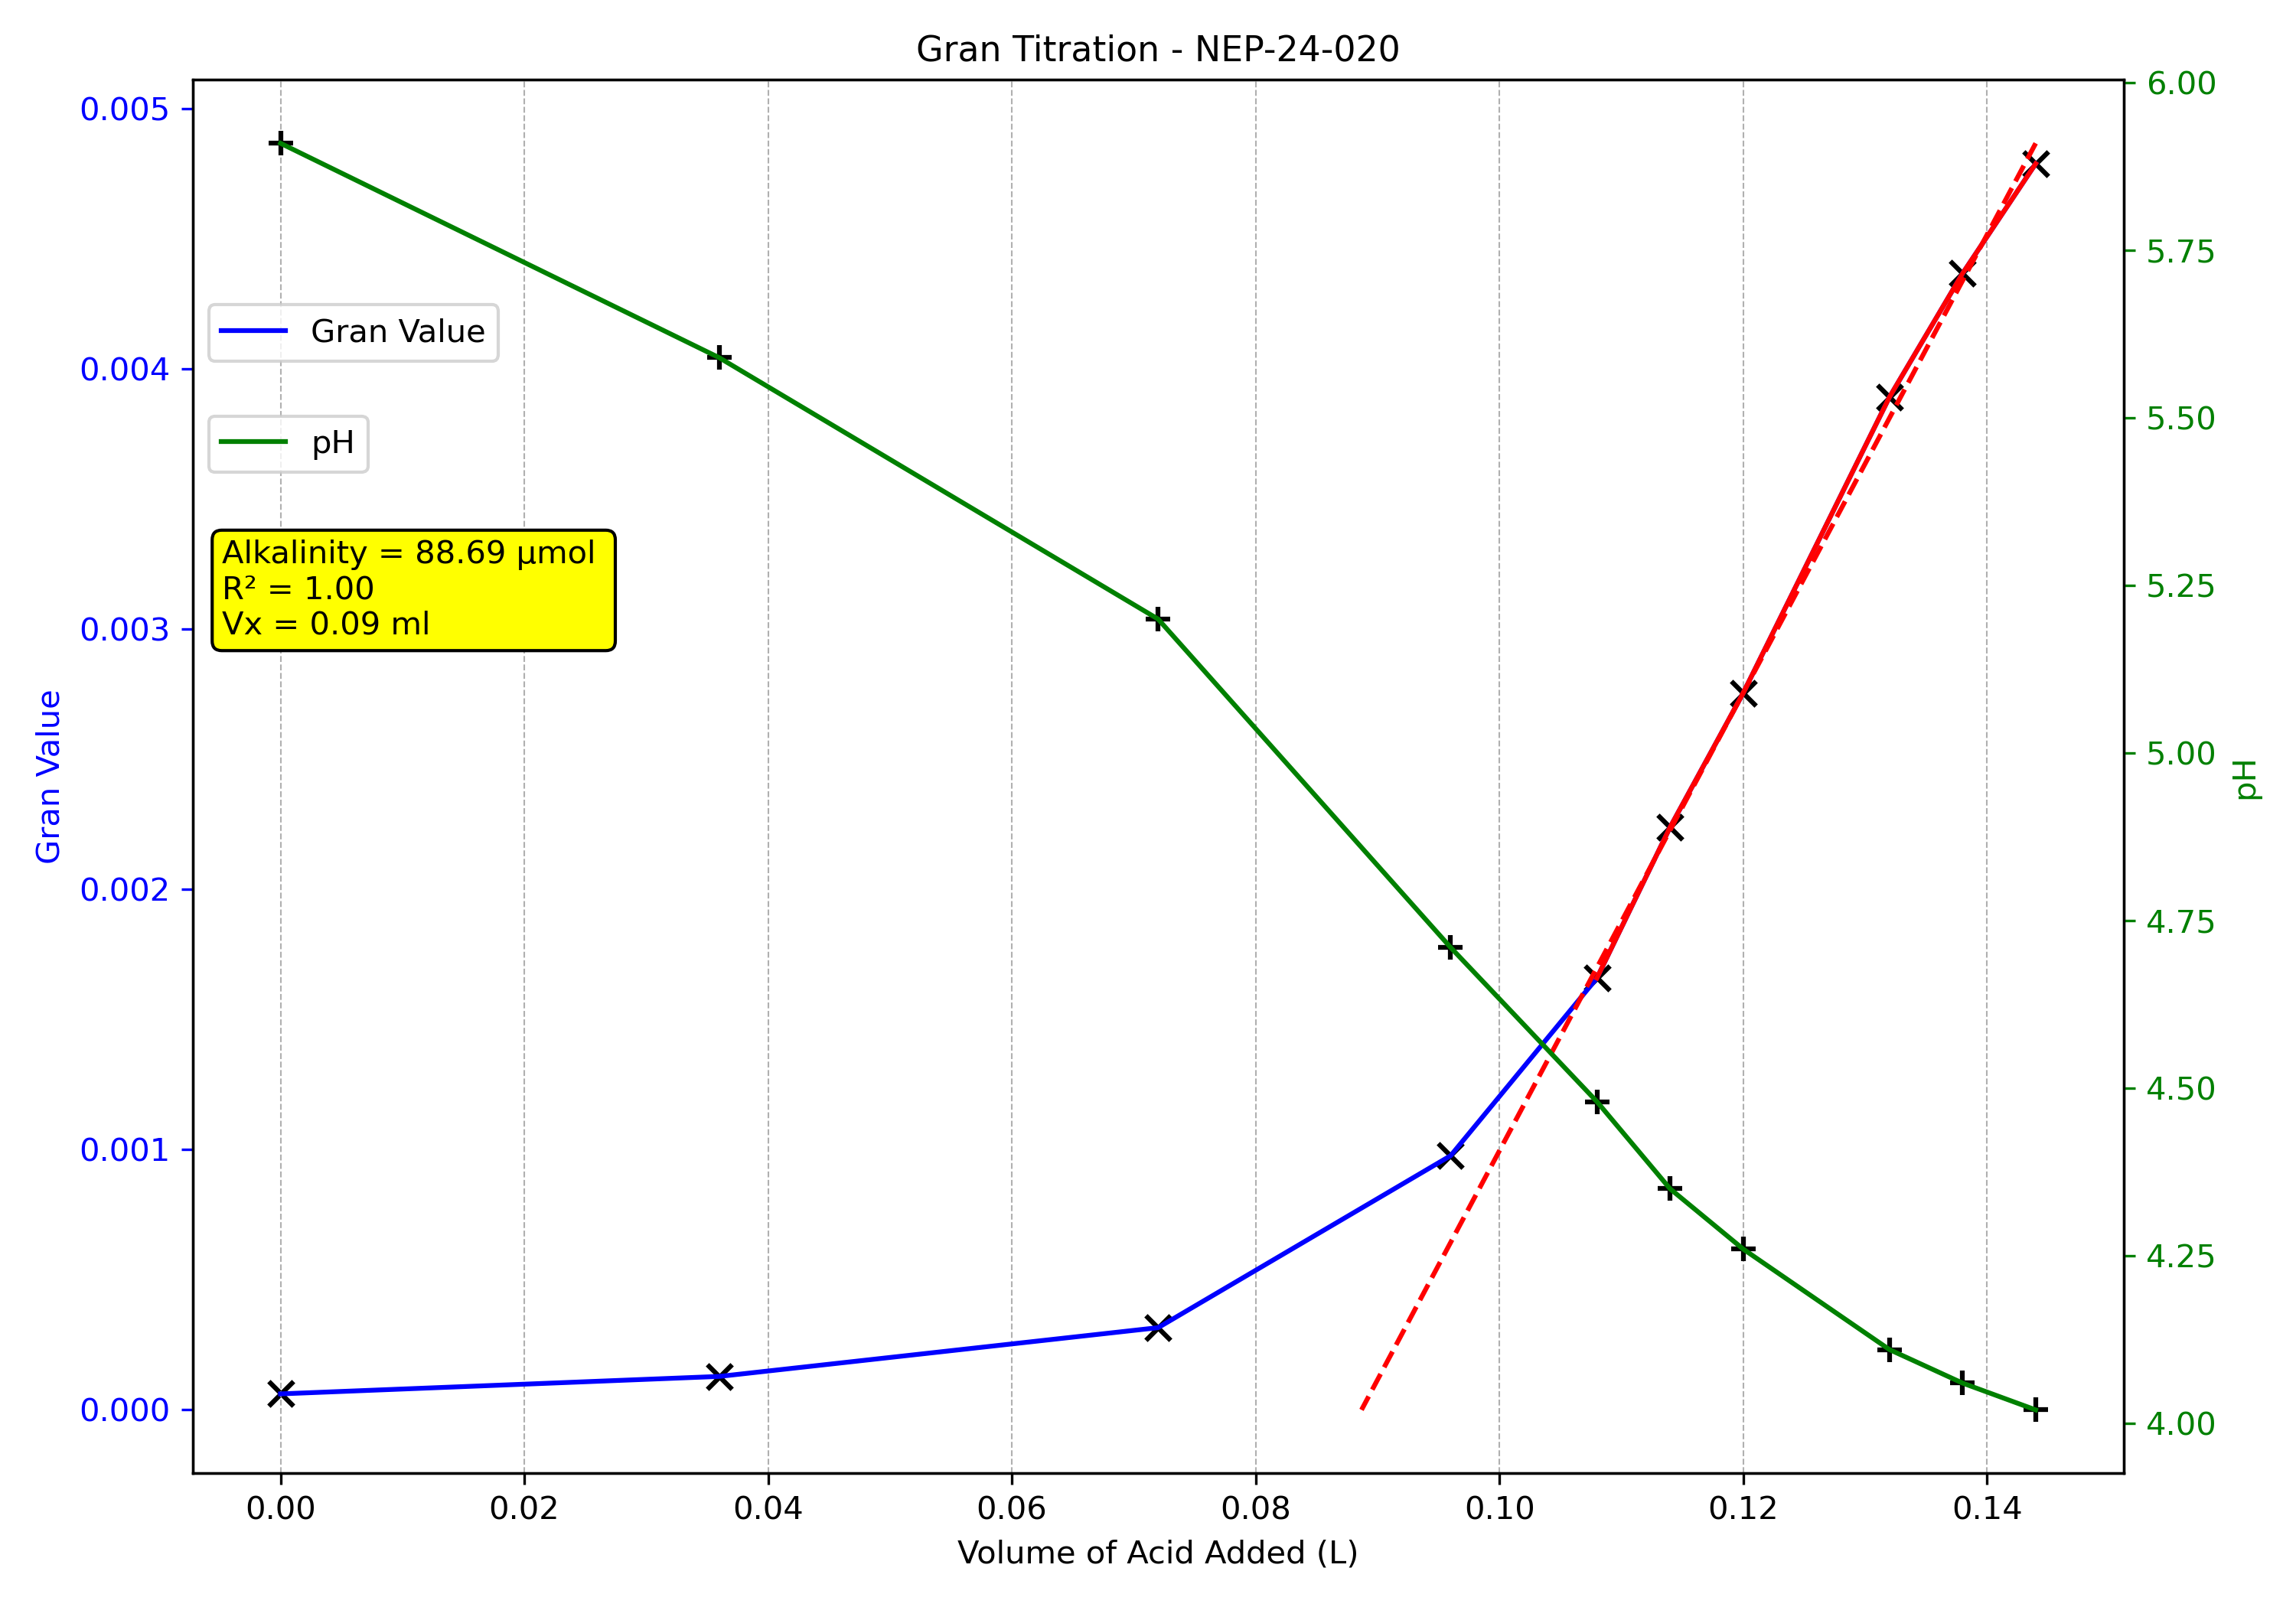 Gran Titration - NEP-24-020
0.005
0.004
0.003
0.002
0.001
0.000
Gran Value
6.00
5.75
5.50
5.25
5.00
4.75
4.50
4.25
4.00
pH
Gran Value
pH
Alkalinity = 88.69 μmol
R² = 1.00
Vx = 0.09 ml
0.00 0.02 0.04 0.06 0.08 0.10 0.12 0.14
Volume of Acid Added (L)